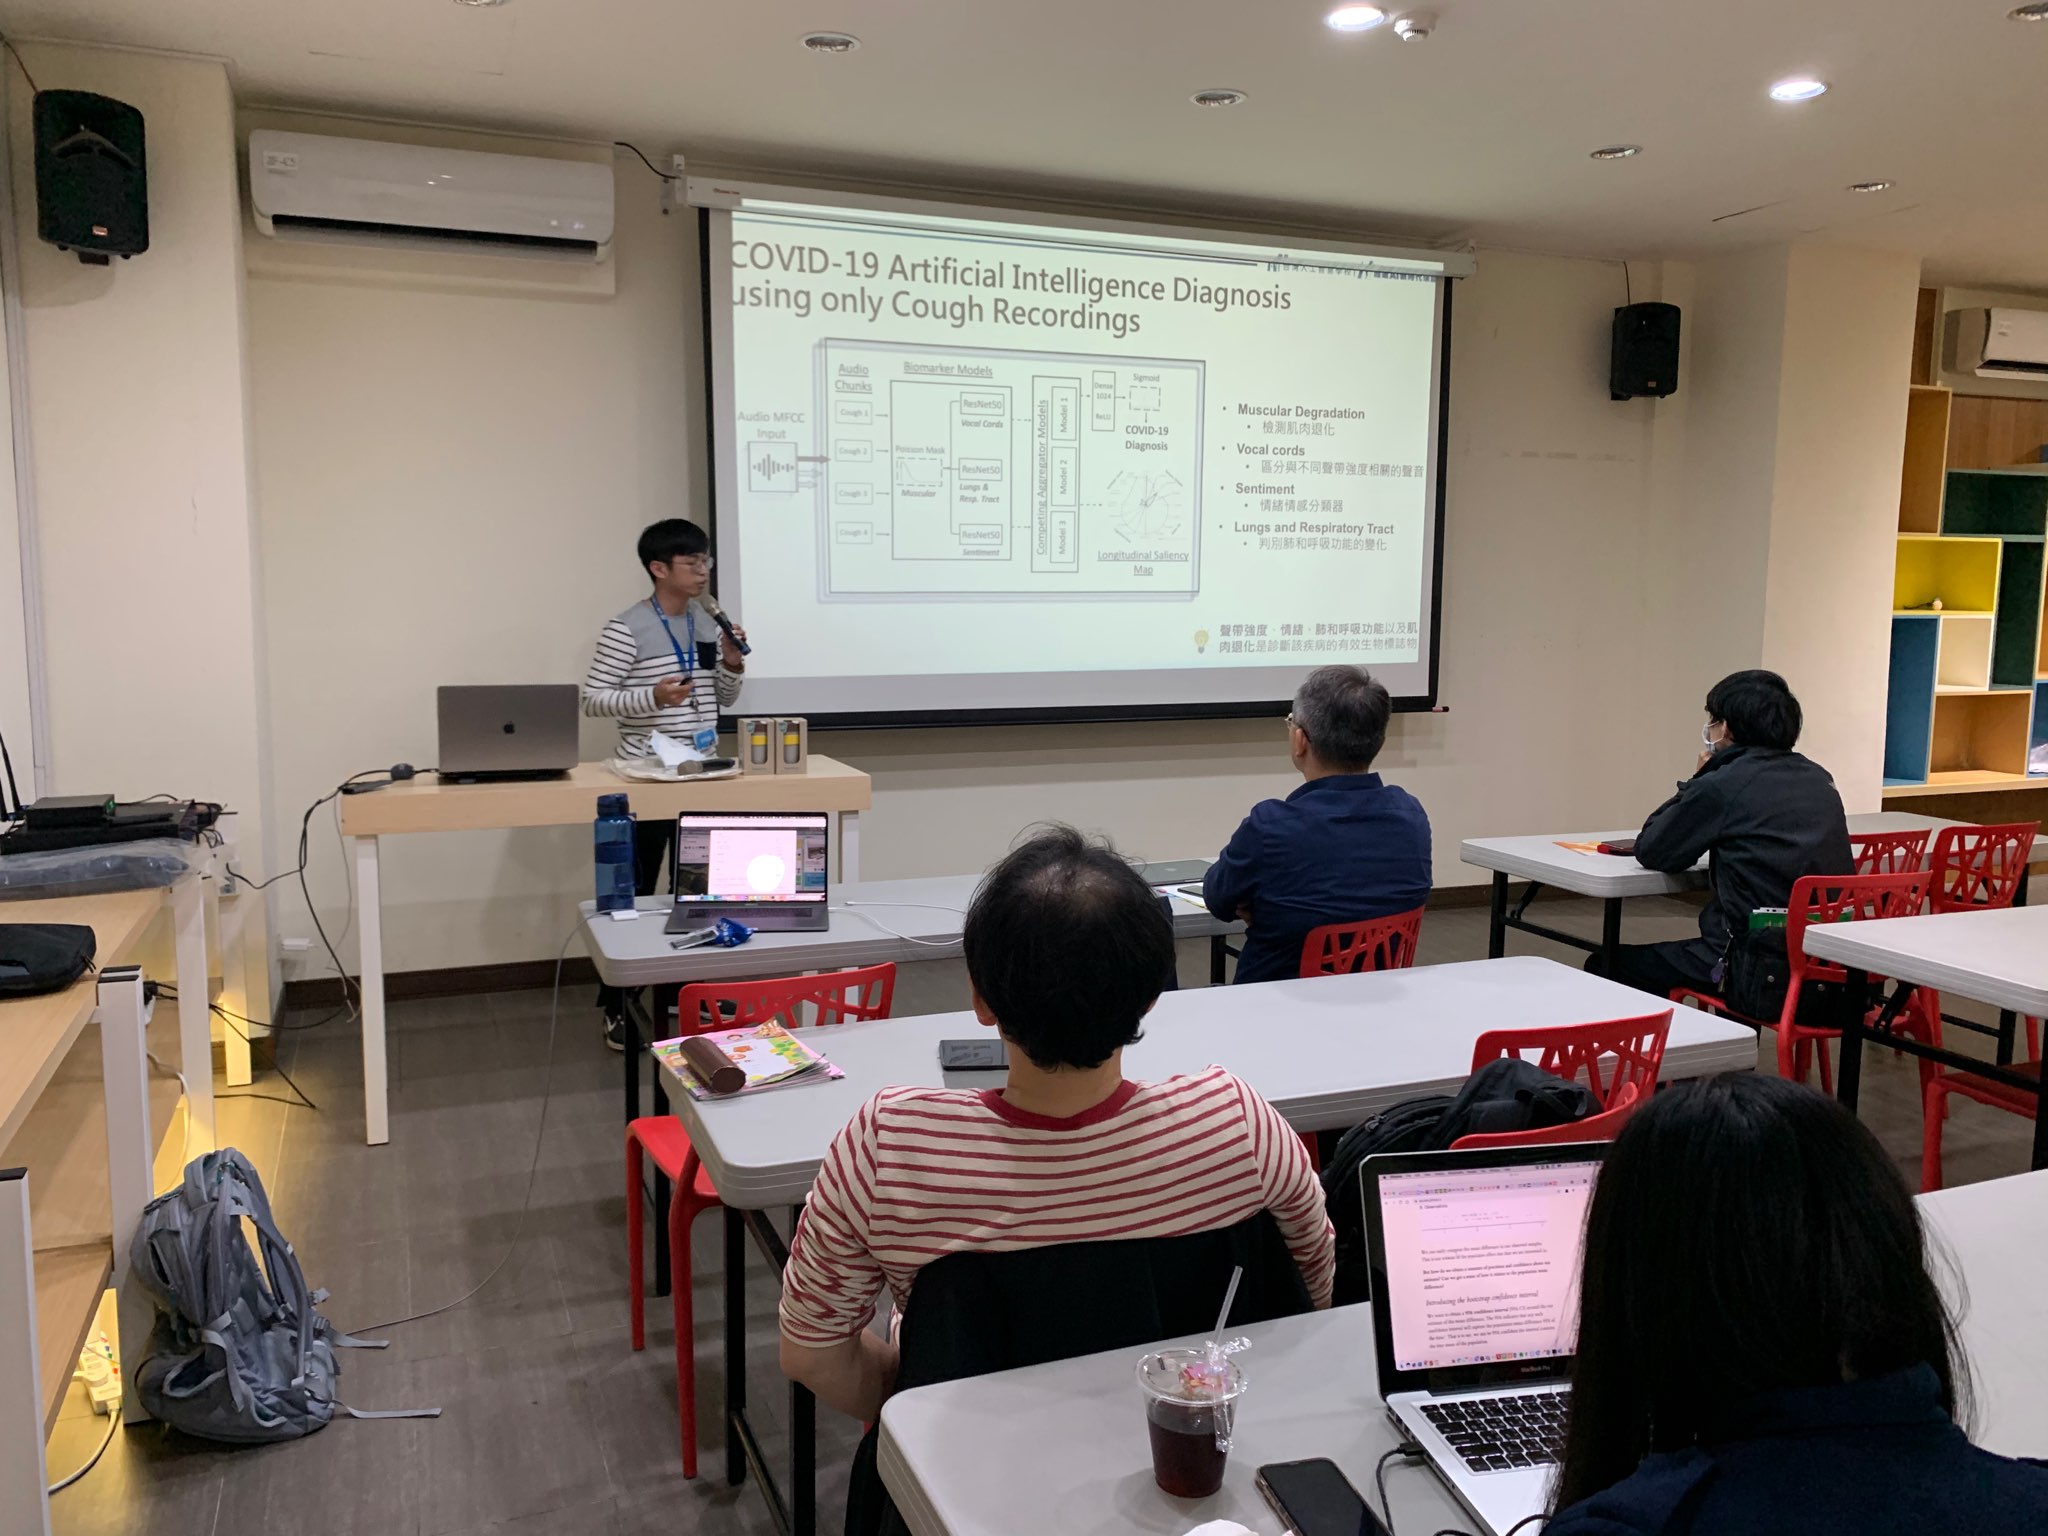 COVID-19 Artificial Intelligence Diagnosis
using only Cough Recordings
Audio MFCC
Input
Audio
Chunks
Cough 1
Cough 2
Cough 3
Cough 4
Biomarker Models
Poisson Mask
Muscular
ResNet50
Vocal Cords
ResNet50
Lungs &
Resp. Tract
ResNet50
Sentiment
Competing Aggregator Models
Model 1
Model 2
Model 3
Dense
1024
ReLU
Sigmoid
COVID-19
Diagnosis
Longitudinal Saliency
Map
• Muscular Degradation
• 檢測肌肉退化
• Vocal cords
• 區分與不同聲帶強度相關的聲音
• Sentiment
• 情緒情感分類器
• Lungs and Respiratory Tract
• 判別肺和呼吸功能的變化
聲帶強度、情緒、肺和呼吸功能以及肌
肉退化是診斷該疾病的有效生物標誌物
Introducing the bootstrap confidence interval
MacBook Pro